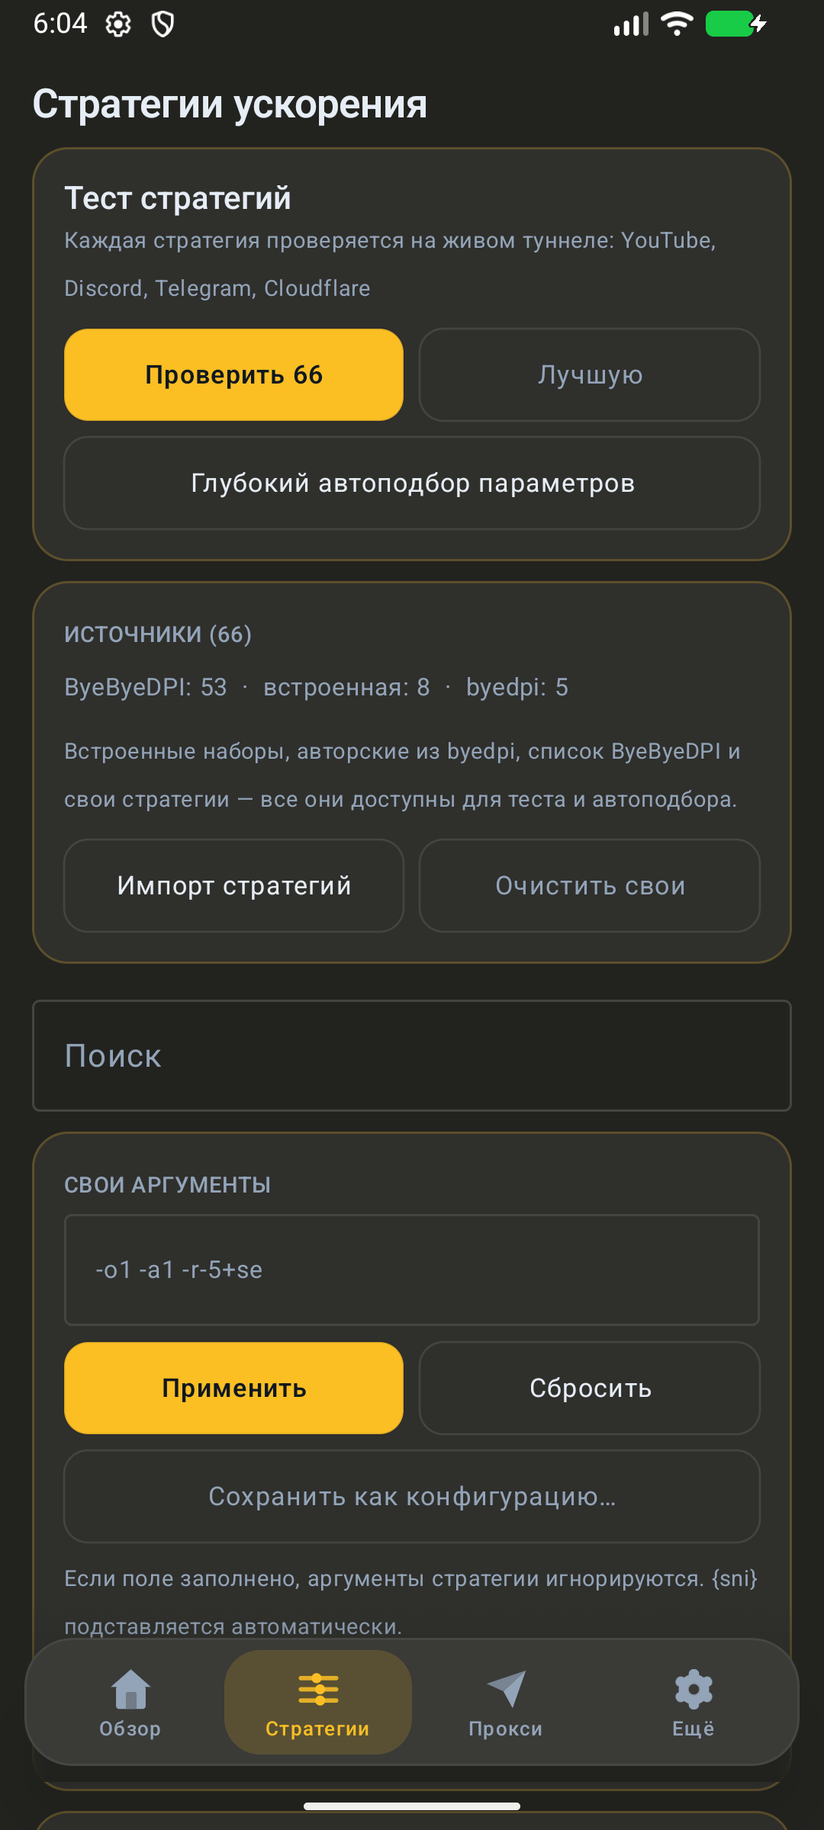 6:04
Стратегии ускорения
Тест стратегий
Каждая стратегия проверяется на живом туннеле: YouTube,
Discord, Telegram, Cloudflare
Проверить 66
Лучшую
Глубокий автоподбор параметров
ИСТОЧНИКИ (66)
ByeByeDPI: 53 · встроенная: 8 · byedpi: 5
Встроенные наборы, авторские из byedpi, список ByeByeDPI и
свои стратегии — все они доступны для теста и автоподбора.
Импорт стратегий
Очистить свои
Поиск
СВОИ АРГУМЕНТЫ
-o1 -a1 -r-5+se
Применить
Сбросить
Сохранить как конфигурацию...
Если поле заполнено, аргументы стратегии игнорируются. {sni}
подставляется автоматически.
Обзор
Стратегии
Прокси
Ещё